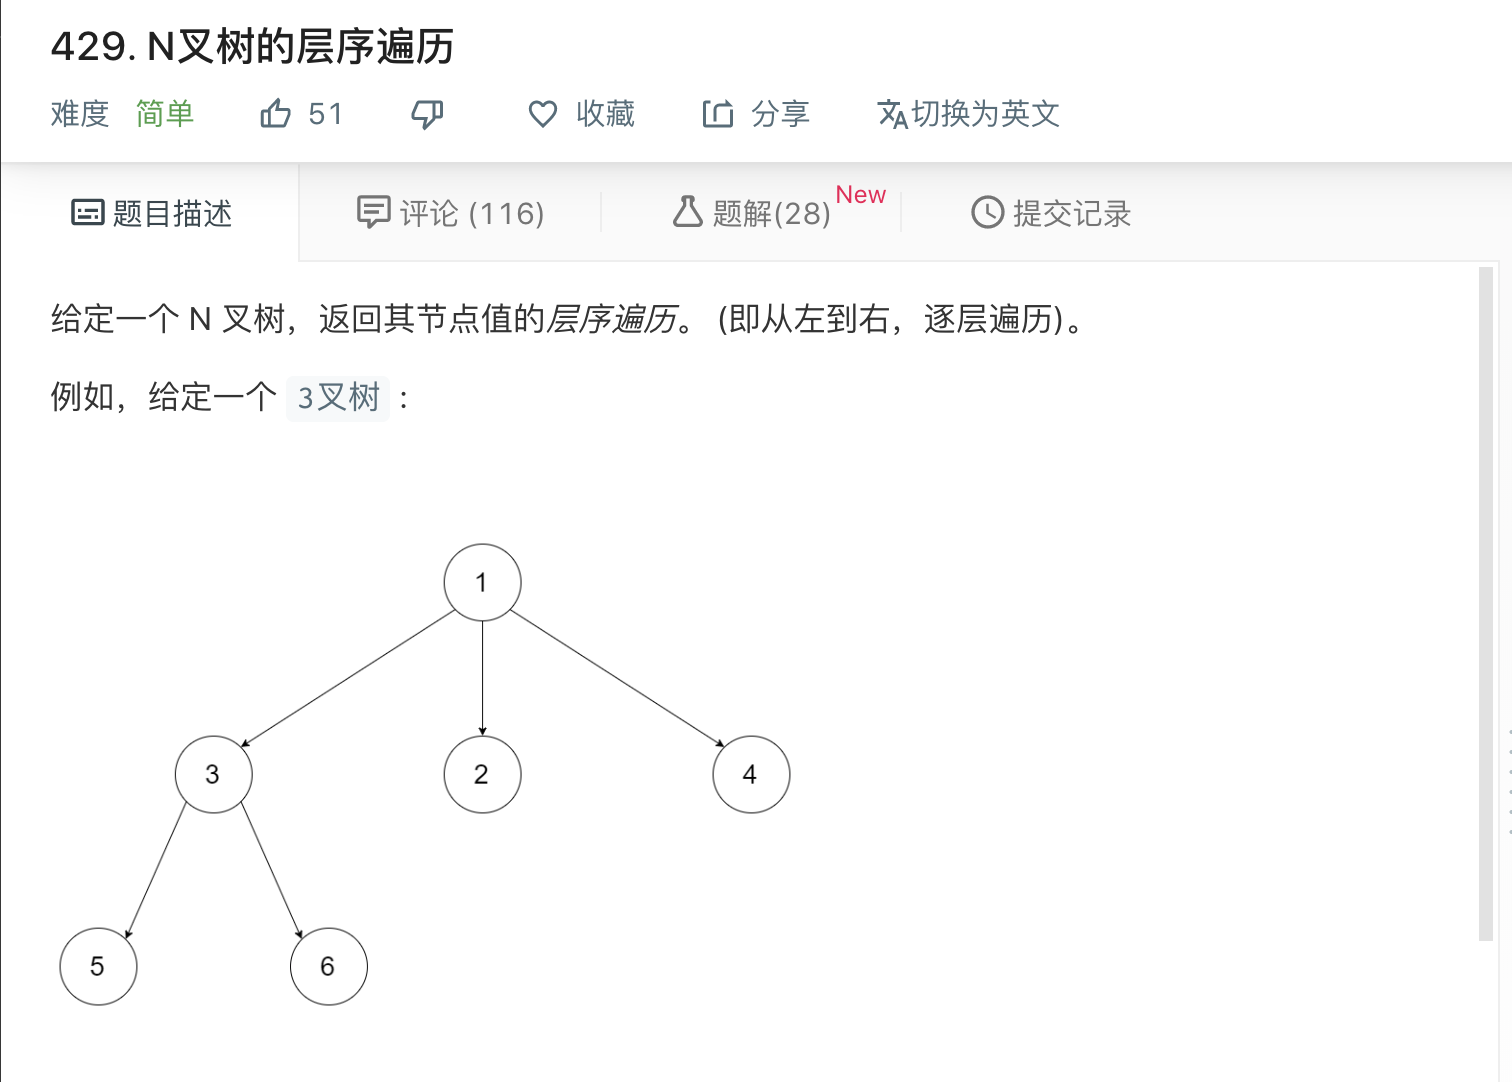 429. N叉树的层序遍历
难度 简单 51 收藏 分享 切换为英文
题目描述 评论 (116) 题解(28) New 提交记录
给定一个 N 叉树，返回其节点值的层序遍历。 (即从左到右，逐层遍历)。
例如，给定一个 3叉树 :
1
3 2 4
5 6